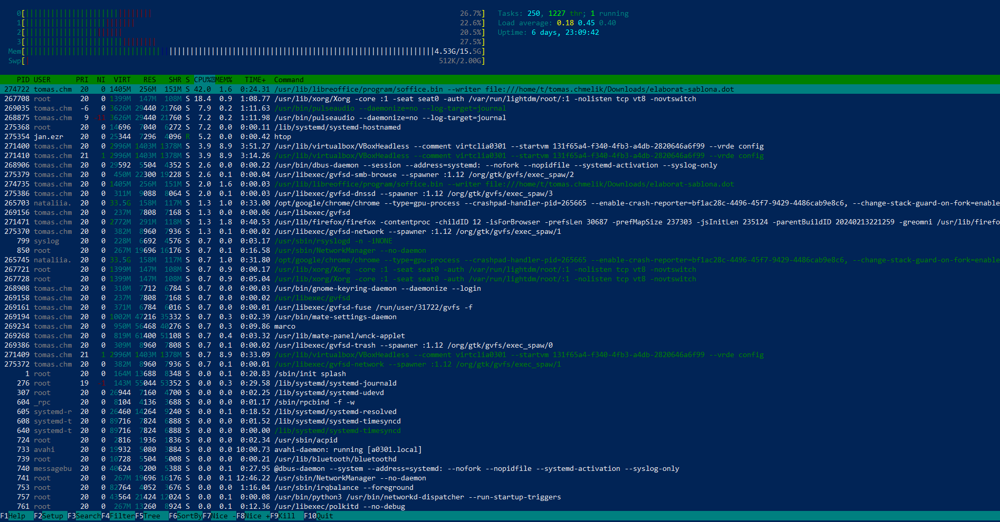 0[|||||||||||||||||||||||||||||| 26.7%] Tasks: 250, 1227 thr; 1 running
1[|||||||||||||||||||||||||| 22.6%] Load average: 0.18 0.45 0.40
2[||||||||||||||||||||||| 20.5%] Uptime: 6 days, 23:09:42
3[||||||||||||||||||||||||||||||| 27.5%]
Mem[|||||||||||||||||||||||||||||||||||||||||||||||||||||||||||||||||||||||||||||||||||||||||||||||||4.53G/15.5G]
Swp[| 512K/2.00G]
PID USER PRI NI VIRT RES SHR S CPU% MEM% TIME+ Command
274722 tomas.chm 20 0 1405M 256M 151M S 42.0 1.6 0:24.31 /usr/lib/libreoffice/program/soffice.bin --writer file:///home/t/tomas.chmelik/Downloads/elaborat-sablona.dot
267708 root 20 0 1399M 147M 108M S 18.4 0.9 1:08.77 /usr/lib/xorg/Xorg -core :1 -seat seat0 -auth /var/run/lightdm/root/:1 -nolisten tcp vt8 -novtswitch
269035 tomas.chm -6 0 3626M 29440 21760 S 7.9 0.2 1:11.63 /usr/bin/pulseaudio --daemonize=no --log-target=journal
268875 tomas.chm 9 -11 3626M 29440 21760 S 7.2 0.2 1:11.98 /usr/bin/pulseaudio --daemonize=no --log-target=journal
275368 root 20 0 14696 7040 6272 S 7.2 0.0 0:00.11 /lib/systemd/systemd-hostnamed
275354 jan.ezr 20 0 25344 7296 4096 R 5.2 0.0 0:00.42 htop
271400 tomas.chm 20 0 2996M 1403M 1378M S 3.9 8.9 3:51.27 /usr/lib/virtualbox/VBoxHeadless --comment virtclia0301 --startvm 131f65a4-f340-4fb3-a4db-2820646a6f99 --vrde config
271410 tomas.chm 21 1 2996M 1403M 1378M S 3.9 8.9 3:14.26 /usr/lib/virtualbox/VBoxHeadless --comment virtclia0301 --startvm 131f65a4-f340-4fb3-a4db-2820646a6f99 --vrde config
268906 tomas.chm 20 0 29592 5504 4352 S 2.6 0.0 0:00.22 /usr/bin/dbus-daemon --session --address=systemd: --nofork --nopidfile --systemd-activation --syslog-only
275379 tomas.chm 20 0 450M 22300 19228 S 2.6 0.1 0:00.04 /usr/libexec/gvfsd-smb-browse --spawner :1.12 /org/gtk/gvfs/exec_spaw/2
274735 tomas.chm 20 0 1405M 256M 151M S 2.0 1.6 0:00.03 /usr/lib/libreoffice/program/soffice.bin --writer file:///home/t/tomas.chmelik/Downloads/elaborat-sablona.dot
275386 tomas.chm 20 0 311M 9088 8064 S 2.0 0.1 0:00.03 /usr/libexec/gvfsd-dnssd --spawner :1.12 /org/gtk/gvfs/exec_spaw/3
265703 nataliia. 20 0 33.5G 158M 117M S 1.3 1.0 0:33.00 /opt/google/chrome/chrome --type=gpu-process --crashpad-handler-pid=265665 --enable-crash-reporter=bf1ac28c-4496-45f7-9429-4486cab9e8c6, --change-stack-guard-on-fork=enable
269156 tomas.chm 20 0 237M 7808 7168 S 1.3 0.0 0:00.06 /usr/libexec/gvfsd
271471 tomas.chm 20 0 2772M 291M 118M S 1.3 1.8 0:40.53 /usr/lib/firefox/firefox -contentproc -childID 12 -isForBrowser -prefsLen 30687 -prefMapSize 237303 -jsInitLen 235124 -parentBuildID 20240213221259 -greomni /usr/lib/firefo
275370 tomas.chm 20 0 382M 8960 7936 S 1.3 0.1 0:00.02 /usr/libexec/gvfsd-network --spawner :1.12 /org/gtk/gvfs/exec_spaw/1
799 syslog 20 0 228M 6692 4576 S 0.7 0.0 0:03.17 /usr/sbin/rsyslogd -n -iNONE
850 root 20 0 267M 19696 16176 S 0.7 0.1 0:16.58 /usr/sbin/NetworkManager --no-daemon
265745 nataliia. 20 0 33.5G 158M 117M S 0.7 1.0 0:31.80 /opt/google/chrome/chrome --type=gpu-process --crashpad-handler-pid=265665 --enable-crash-reporter=bf1ac28c-4496-45f7-9429-4486cab9e8c6, --change-stack-guard-on-fork=enable
267721 root 20 0 1399M 147M 108M S 0.7 0.9 0:00.17 /usr/lib/xorg/Xorg -core :1 -seat seat0 -auth /var/run/lightdm/root/:1 -nolisten tcp vt8 -novtswitch
267728 root 20 0 1399M 147M 108M S 0.7 0.9 0:05.04 /usr/lib/xorg/Xorg -core :1 -seat seat0 -auth /var/run/lightdm/root/:1 -nolisten tcp vt8 -novtswitch
268908 tomas.chm 20 0 310M 7712 6784 S 0.7 0.0 0:00.03 /usr/bin/gnome-keyring-daemon --daemonize --login
269158 tomas.chm 20 0 237M 7808 7168 S 0.7 0.0 0:00.02 /usr/libexec/gvfsd
269161 tomas.chm 20 0 371M 6784 6016 S 0.7 0.0 0:00.01 /usr/libexec/gvfsd-fuse /run/user/31722/gvfs -f
269194 tomas.chm 20 0 1002M 47216 35332 S 0.7 0.3 0:02.39 /usr/bin/mate-settings-daemon
269234 tomas.chm 20 0 950M 56468 40276 S 0.7 0.3 0:09.86 marco
269268 tomas.chm 20 0 819M 61400 51108 S 0.7 0.4 0:03.32 /usr/lib/mate-panel/wnck-applet
269386 tomas.chm 20 0 309M 8960 7808 S 0.7 0.1 0:00.02 /usr/libexec/gvfsd-trash --spawner :1.12 /org/gtk/gvfs/exec_spaw/0
271409 tomas.chm 21 1 2996M 1403M 1378M S 0.7 8.9 0:33.09 /usr/lib/virtualbox/VBoxHeadless --comment virtclia0301 --startvm 131f65a4-f340-4fb3-a4db-2820646a6f99 --vrde config
275372 tomas.chm 20 0 382M 8960 7936 S 0.7 0.1 0:00.01 /usr/libexec/gvfsd-network --spawner :1.12 /org/gtk/gvfs/exec_spaw/1
1 root 20 0 164M 13688 8348 S 0.0 0.1 0:20.83 /sbin/init splash
276 root 19 -1 143M 55044 53352 S 0.0 0.3 0:29.58 /lib/systemd/systemd-journald
307 root 20 0 26944 7160 4700 S 0.0 0.0 0:02.25 /lib/systemd/systemd-udevd
604 _rpc 20 0 8104 4136 3688 S 0.0 0.0 0:01.17 /sbin/rpcbind -f -w
605 systemd-r 20 0 26460 14264 9240 S 0.0 0.1 0:18.52 /lib/systemd/systemd-resolved
608 systemd-t 20 0 89716 7824 6888 S 0.0 0.0 0:01.52 /lib/systemd/systemd-timesyncd
640 systemd-t 20 0 89716 7824 6888 S 0.0 0.0 0:00.00 /lib/systemd/systemd-timesyncd
724 root 20 0 2816 1936 1836 S 0.0 0.0 0:02.34 /usr/sbin/acpid
733 avahi 20 0 19932 5080 3884 S 0.0 0.0 10:00.73 avahi-daemon: running [a0301.local]
739 root 20 0 10728 5504 5008 S 0.0 0.0 0:00.21 /usr/lib/bluetooth/bluetoothd
740 messagebu 20 0 40624 9200 5388 S 0.0 0.1 0:27.95 @dbus-daemon --system --address=systemd: --nofork --nopidfile --systemd-activation --syslog-only
741 root 20 0 267M 19696 16176 S 0.0 0.1 12:46.22 /usr/sbin/NetworkManager --no-daemon
753 root 20 0 82764 4052 3676 S 0.0 0.0 1:16.04 /usr/sbin/irqbalance --foreground
757 root 20 0 43564 21424 12024 S 0.0 0.1 0:00.08 /usr/bin/python3 /usr/bin/networkd-dispatcher --run-startup-triggers
761 root 20 0 267M 13260 8924 S 0.0 0.1 0:12.36 /usr/libexec/polkitd --no-debug
F1Help F2Setup F3SearchF4FilterF5Tree F6SortByF7Nice -F8Nice +F9Kill F10Quit